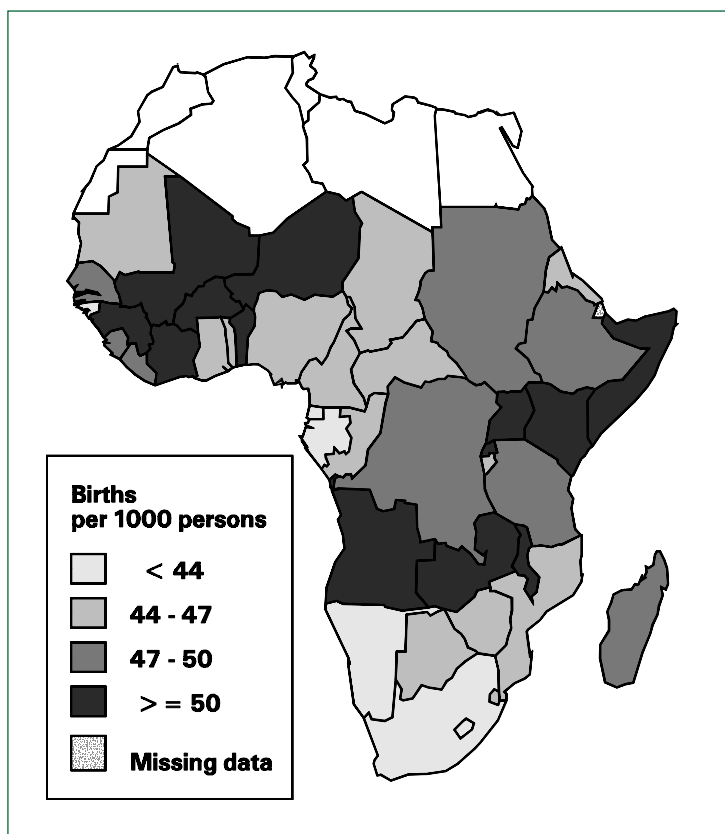 Births
per 1000 persons
< 44
44 - 47
47 - 50
> = 50
Missing data